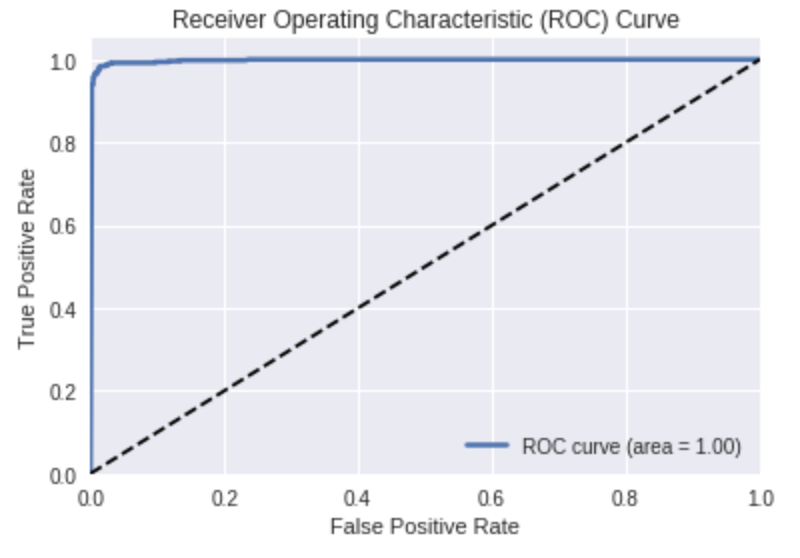 Receiver Operating Characteristic (ROC) Curve
1.0
0.8
0.6
0.4
0.2
0.0
True Positive Rate
ROC curve (area = 1.00)
0.0 0.2 0.4 0.6 0.8 1.0
False Positive Rate